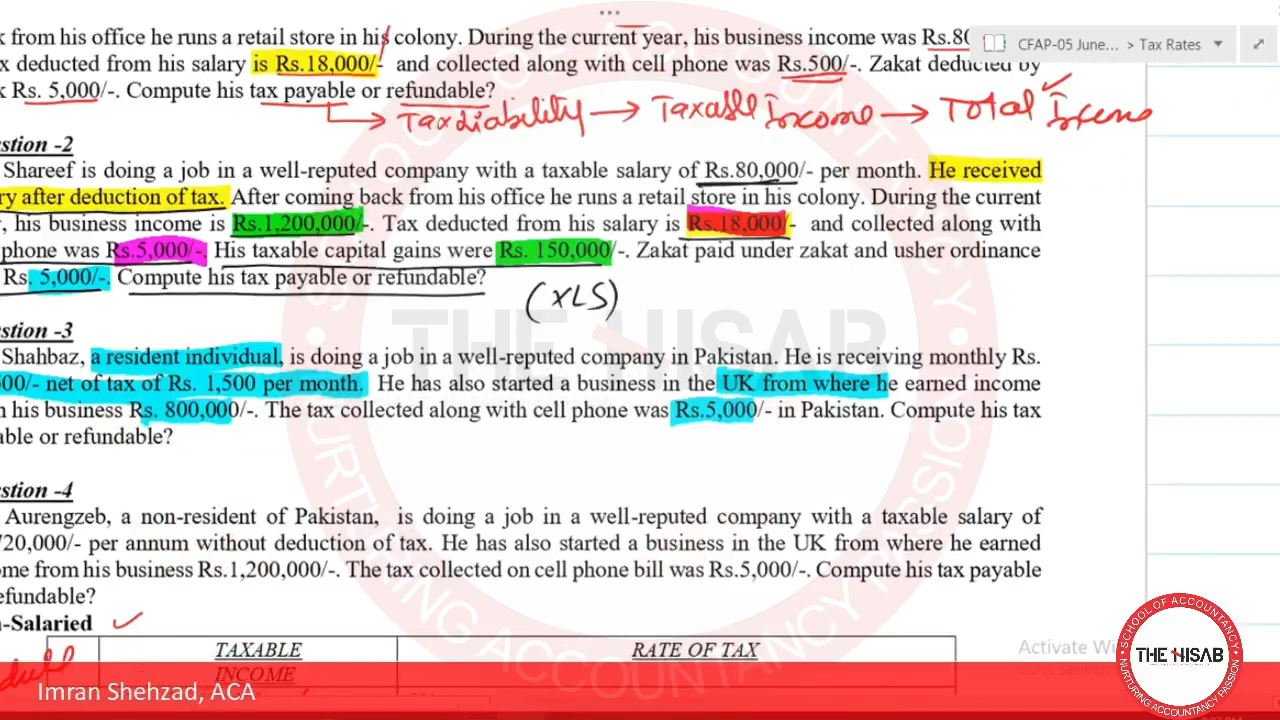 k from his office he runs a retail store in his colony. During the current year, his business income was Rs.80
x deducted from his salary is Rs.18,000/- and collected along with cell phone was Rs.500/-. Zakat deducted by
k Rs. 5,000/-. Compute his tax payable or refundable?
→ Tax Liability → Taxable Income → Total Income
stion -2
Shareef is doing a job in a well-reputed company with a taxable salary of Rs.80,000/- per month. He received
ry after deduction of tax. After coming back from his office he runs a retail store in his colony. During the current
r, his business income is Rs.1,200,000/-. Tax deducted from his salary is Rs.18,000/- and collected along with
phone was Rs.5,000/-. His taxable capital gains were Rs. 150,000/-. Zakat paid under zakat and usher ordinance
Rs. 5,000/-. Compute his tax payable or refundable?
(XLS)
stion -3
Shahbaz, a resident individual, is doing a job in a well-reputed company in Pakistan. He is receiving monthly Rs.
500/- net of tax of Rs. 1,500 per month. He has also started a business in the UK from where he earned income
n his business Rs. 800,000/-. The tax collected along with cell phone was Rs.5,000/- in Pakistan. Compute his tax
able or refundable?
stion -4
Aurengzeb, a non-resident of Pakistan, is doing a job in a well-reputed company with a taxable salary of
720,000/- per annum without deduction of tax. He has also started a business in the UK from where he earned
ome from his business Rs.1,200,000/-. The tax collected on cell phone bill was Rs.5,000/-. Compute his tax payable
efundable?
-Salaried
TAXABLE INCOME
RATE OF TAX
CFAP-05 June... > Tax Rates
THE HISAB
NURTURING ACCOUNTANCY PASSION
Activate Wi
SCHOOL OF ACCOUNTANCY
THE HISAB
NURTURING ACCOUNTANCY PASSION
Imran Shehzad, ACA